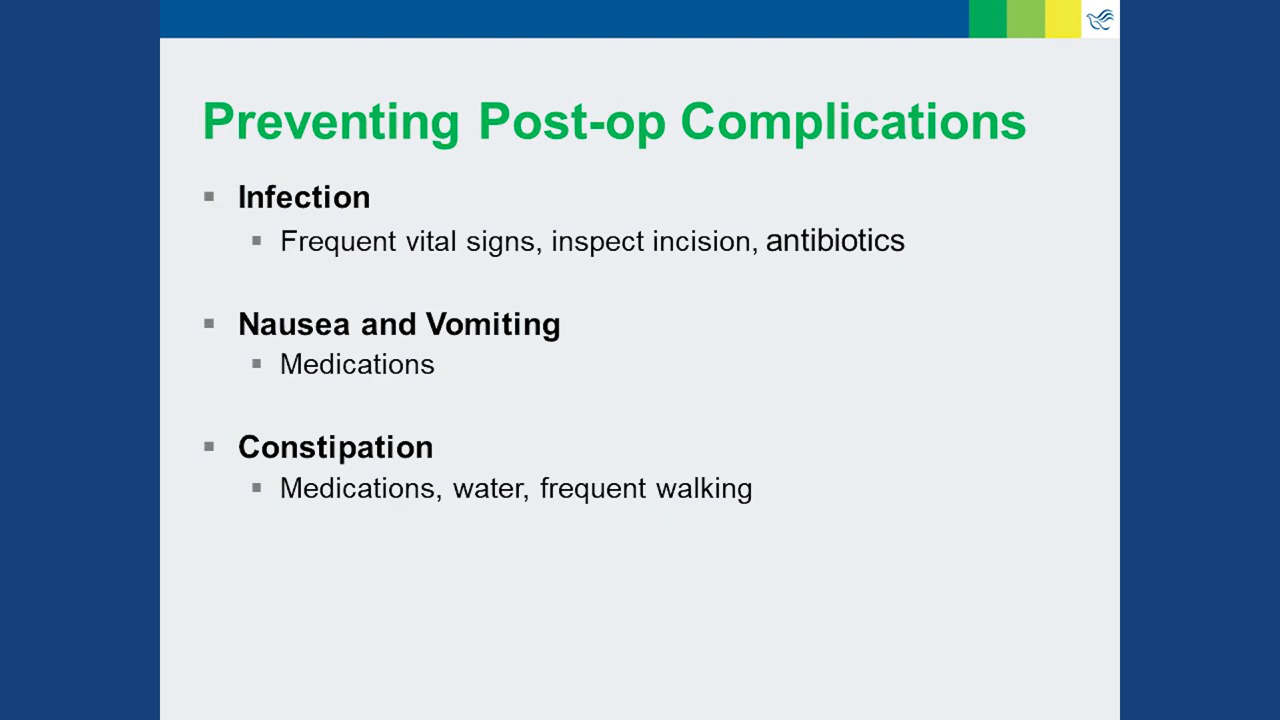 Preventing Post-op Complications
Infection
Frequent vital signs, inspect incision, antibiotics
Nausea and Vomiting
Medications
Constipation
Medications, water, frequent walking